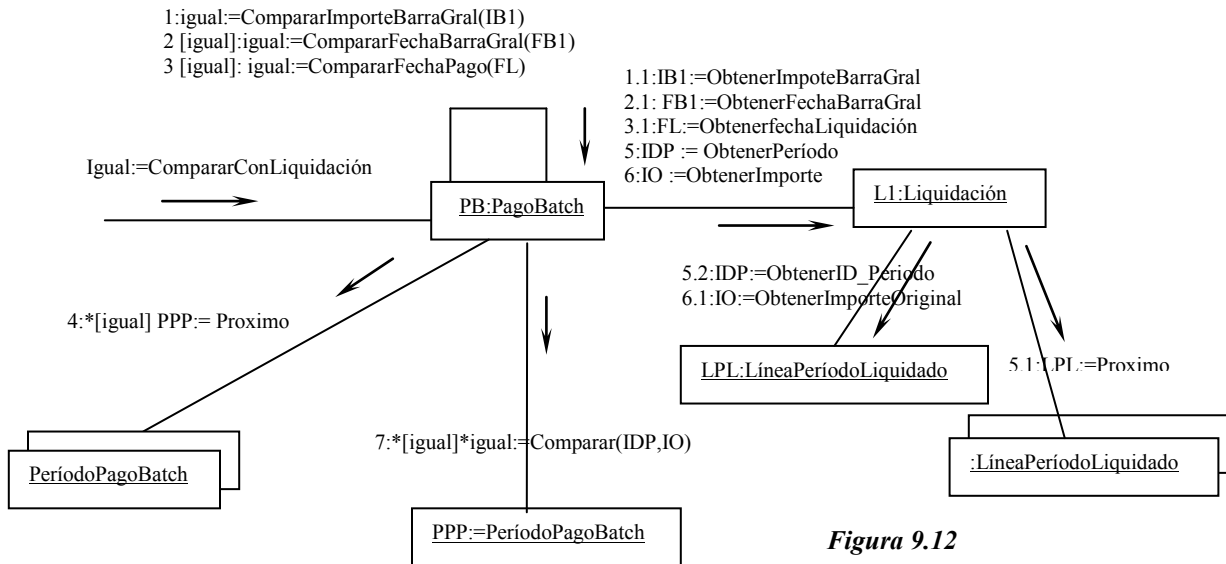 1:igual:=CompararImporteBarraGral(IB1)
2 [igual]:igual:=CompararFechaBarraGral(FB1)
3 [igual]: igual:=CompararFechaPago(FL)
1.1:IB1:=ObtenerImpoteBarraGral
2.1: FB1:=ObtenerFechaBarraGral
3.1:FL:=ObtenerfechaLiquidación
5:IDP := ObtenerPeríodo
6:IO :=ObtenerImporte
Igual:=CompararConLiquidación
PB:PagoBatch
L1:Liquidación
5.2:IDP:=ObtenerID_Periodo
6.1:IO:=ObtenerImporteOriginal
4:*[igual] PPP:= Proximo
LPL:LíneaPeríodoLiquidado
5.1:LPL:=Proximo
7:*[igual]*igual:=Comparar(IDP,IO)
PeríodoPagoBatch
:LíneaPeríodoLiquidado
PPP:=PeríodoPagoBatch
Figura 9.12